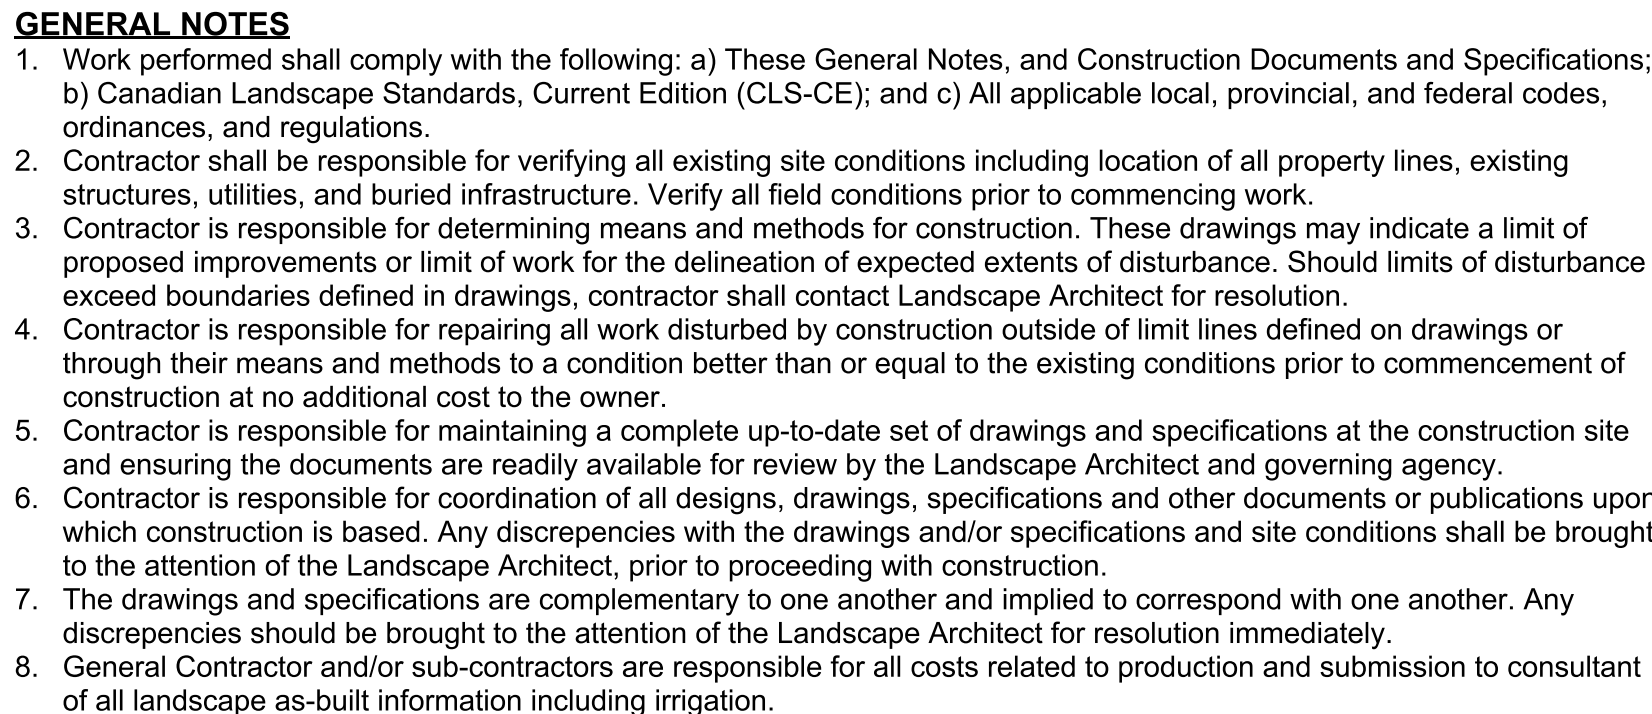 GENERAL NOTES
1. Work performed shall comply with the following: a) These General Notes, and Construction Documents and Specifications;
b) Canadian Landscape Standards, Current Edition (CLS-CE); and c) All applicable local, provincial, and federal codes,
ordinances, and regulations.
2. Contractor shall be responsible for verifying all existing site conditions including location of all property lines, existing
structures, utilities, and buried infrastructure. Verify all field conditions prior to commencing work.
3. Contractor is responsible for determining means and methods for construction. These drawings may indicate a limit of
proposed improvements or limit of work for the delineation of expected extents of disturbance. Should limits of disturbance
exceed boundaries defined in drawings, contractor shall contact Landscape Architect for resolution.
4. Contractor is responsible for repairing all work disturbed by construction outside of limit lines defined on drawings or
through their means and methods to a condition better than or equal to the existing conditions prior to commencement of
construction at no additional cost to the owner.
5. Contractor is responsible for maintaining a complete up-to-date set of drawings and specifications at the construction site
and ensuring the documents are readily available for review by the Landscape Architect and governing agency.
6. Contractor is responsible for coordination of all designs, drawings, specifications and other documents or publications upon
which construction is based. Any discrepencies with the drawings and/or specifications and site conditions shall be brought
to the attention of the Landscape Architect, prior to proceeding with construction.
7. The drawings and specifications are complementary to one another and implied to correspond with one another. Any
discrepencies should be brought to the attention of the Landscape Architect for resolution immediately.
8. General Contractor and/or sub-contractors are responsible for all costs related to production and submission to consultant
of all landscape as-built information including irrigation.